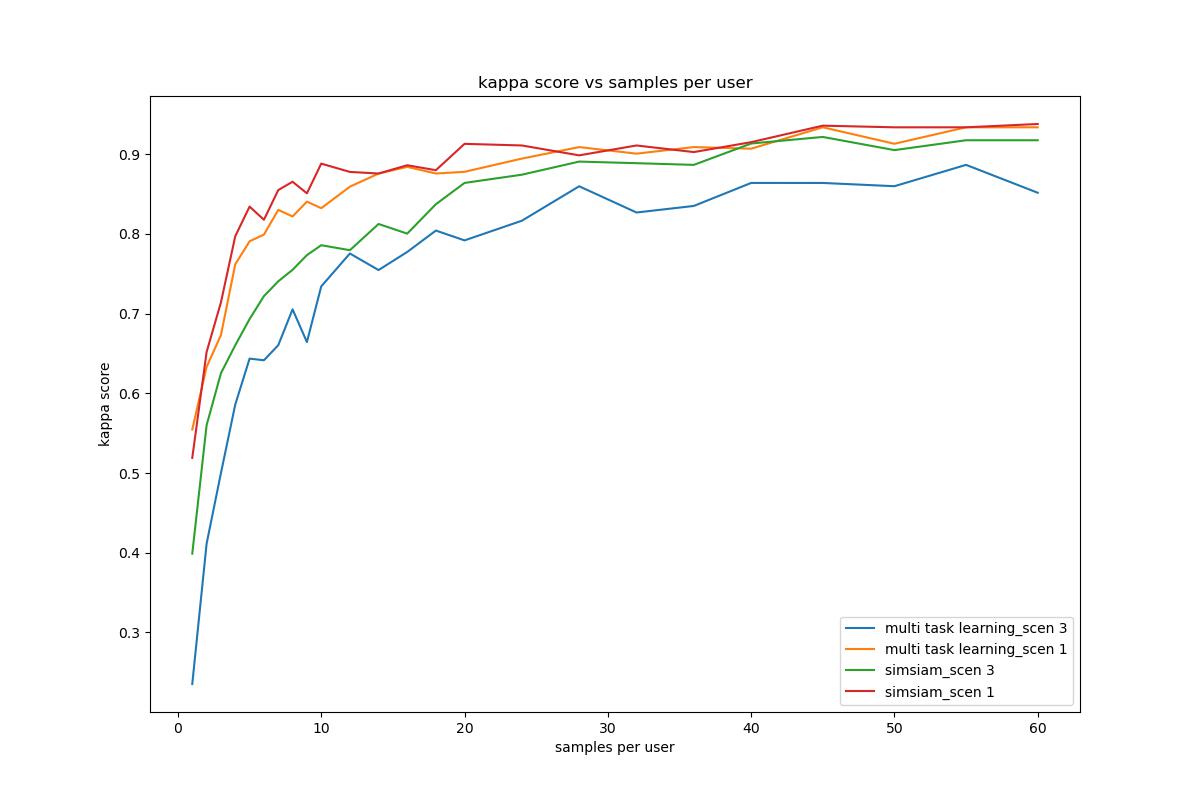 kappa score vs samples per user
kappa score
0.9
0.8
0.7
0.6
0.5
0.4
0.3
multi task learning_scen 3
multi task learning_scen 1
simsiam_scen 3
simsiam_scen 1
0 10 20 30 40 50 60
samples per user